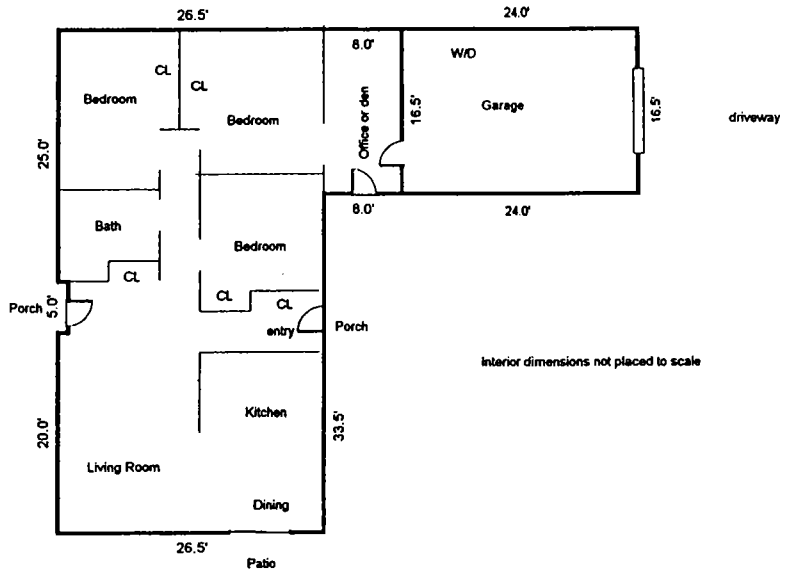 26.5'
24.0'
8.0'
W/D
CL
CL
Bedroom
Bedroom
Office or den
16.5'
Garage
16.5'
driveway
25.0'
8.0'
24.0'
Bath
Bedroom
CL
CL
CL
Porch
5.0'
entry
Porch
Interior dimensions not placed to scale
Kitchen
33.5'
20.0'
Living Room
Dining
26.5'
Patio